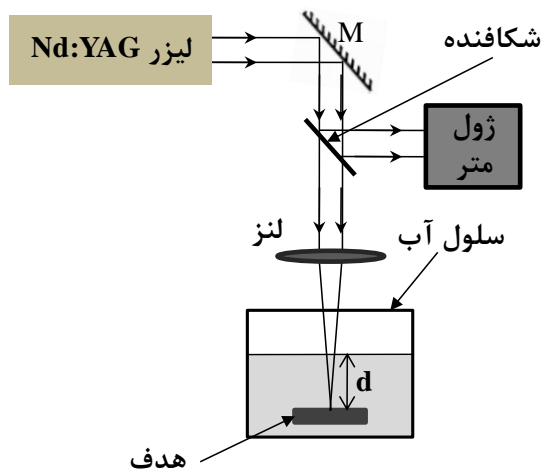 لیزر Nd:YAG
M
شکافنده
ژول
متر
لنز
سلول آب
d
هدف